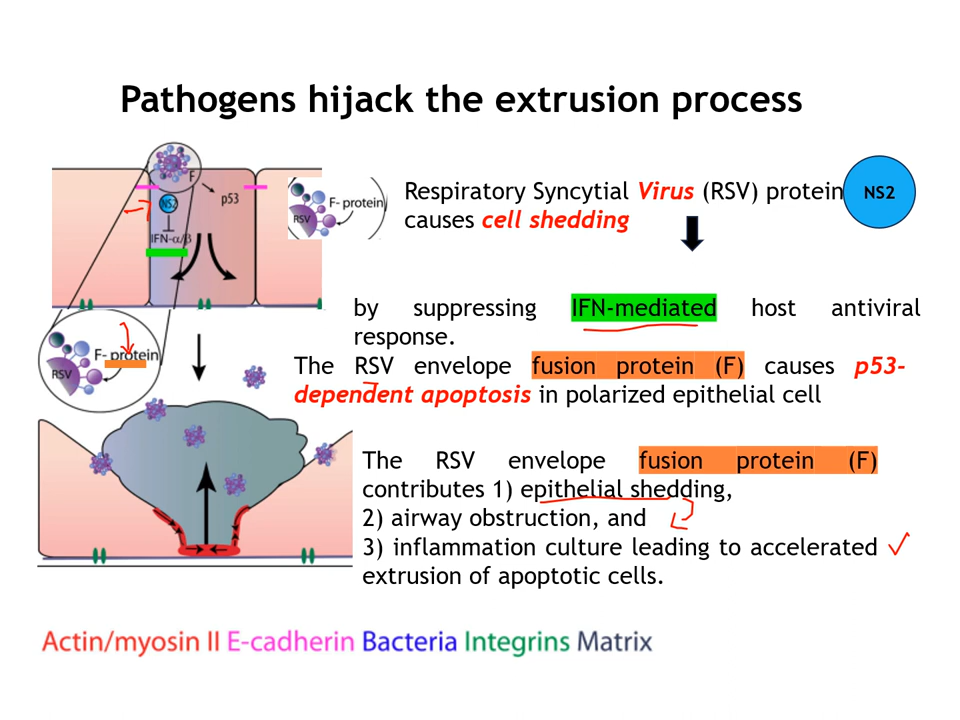 Pathogens hijack the extrusion process
F
p53
NS2
IFN-α/β
F- protein
RSV
F- protein
RSV
Respiratory Syncytial Virus (RSV) protein NS2
causes cell shedding
by suppressing IFN-mediated host antiviral
response.
The RSV envelope fusion protein (F) causes p53-
dependent apoptosis in polarized epithelial cell
The RSV envelope fusion protein (F)
contributes 1) epithelial shedding,
2) airway obstruction, and
3) inflammation culture leading to accelerated
extrusion of apoptotic cells.
Actin/myosin II E-cadherin Bacteria Integrins Matrix